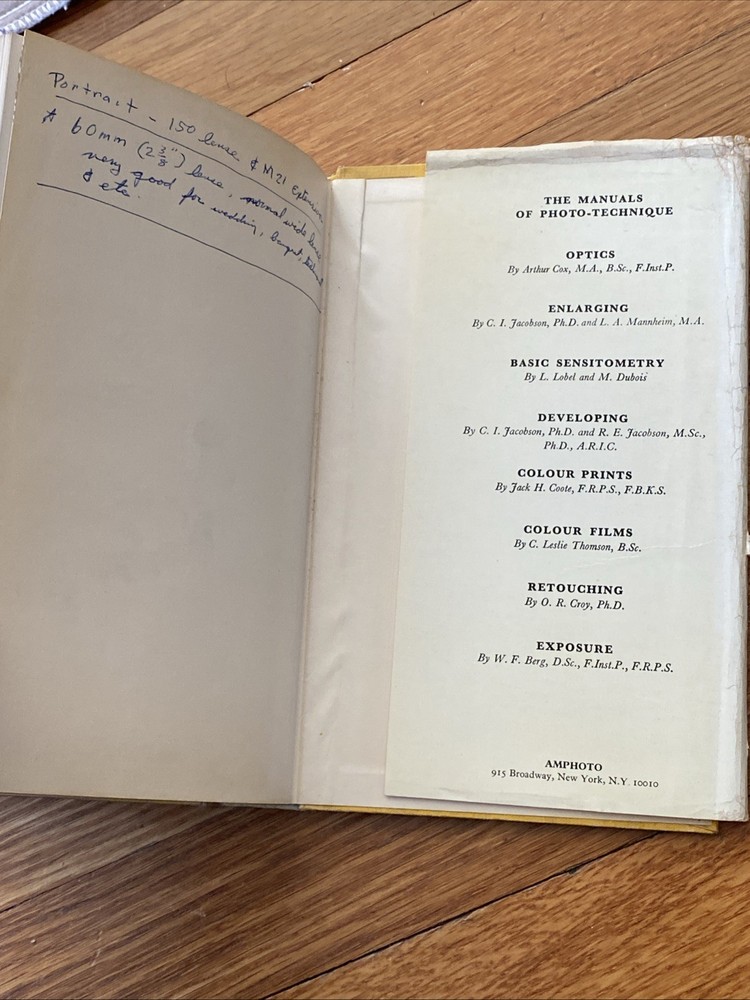 Portrait - 150 lense & M21 Extension
* 60mm (2 3/8") lense, normal wide lense
very good for wedding, banquet,
& etc.
THE MANUALS
OF PHOTO-TECHNIQUE
OPTICS
By Arthur Cox, M.A., B.Sc., F.Inst.P.
ENLARGING
By C. I. Jacobson, Ph.D. and L. A. Mannheim, M.A.
BASIC SENSITOMETRY
By L. Lobel and M. Dubois
DEVELOPING
By C. I. Jacobson, Ph.D. and R. E. Jacobson, M.Sc.,
Ph.D., A.R.I.C.
COLOUR PRINTS
By Jack H. Coote, F.R.P.S., F.B.K.S.
COLOUR FILMS
By C. Leslie Thomson, B.Sc.
RETOUCHING
By O. R. Croy, Ph.D.
EXPOSURE
By W. F. Berg, D.Sc., F.Inst.P., F.R.P.S.
AMPHOTO
915 Broadway, New York, N.Y. 10010